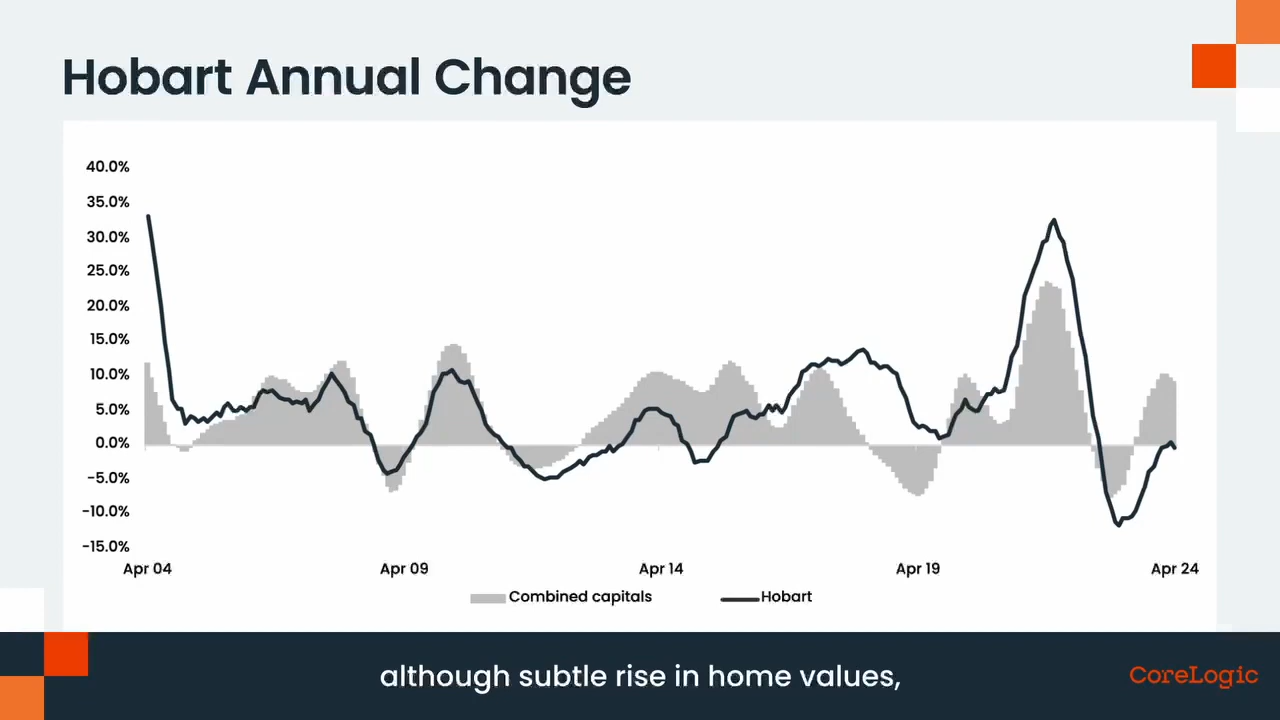 Hobart Annual Change
40.0%
35.0%
30.0%
25.0%
20.0%
15.0%
10.0%
5.0%
0.0%
-5.0%
-10.0%
-15.0%
Apr 04 Apr 09 Apr 14 Apr 19 Apr 24
Combined capitals Hobart
although subtle rise in home values,
CoreLogic